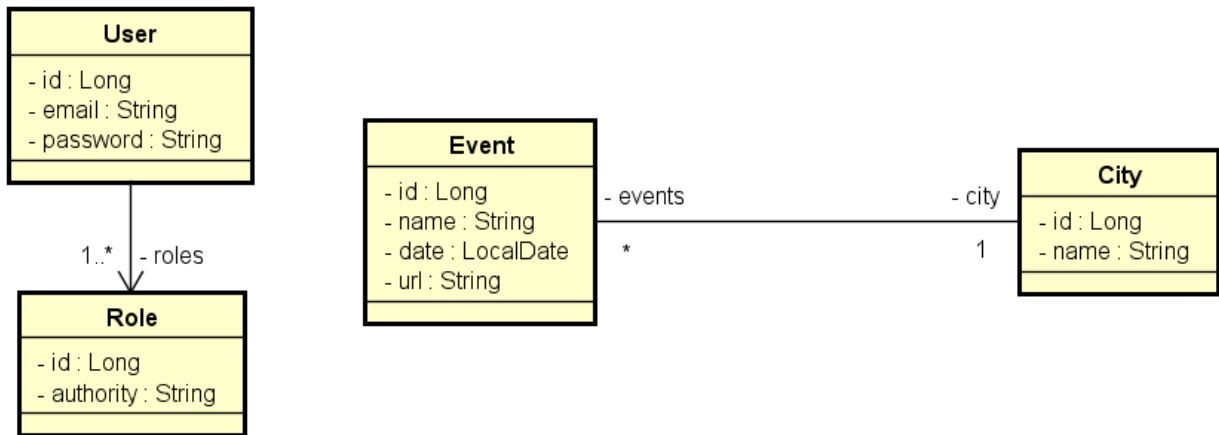 User
- id : Long
- email : String
- password : String
1..*
- roles
Role
- id : Long
- authority : String
Event
- id : Long
- name : String
- date : LocalDate
- url : String
- events
*
- city
1
City
- id : Long
- name : String